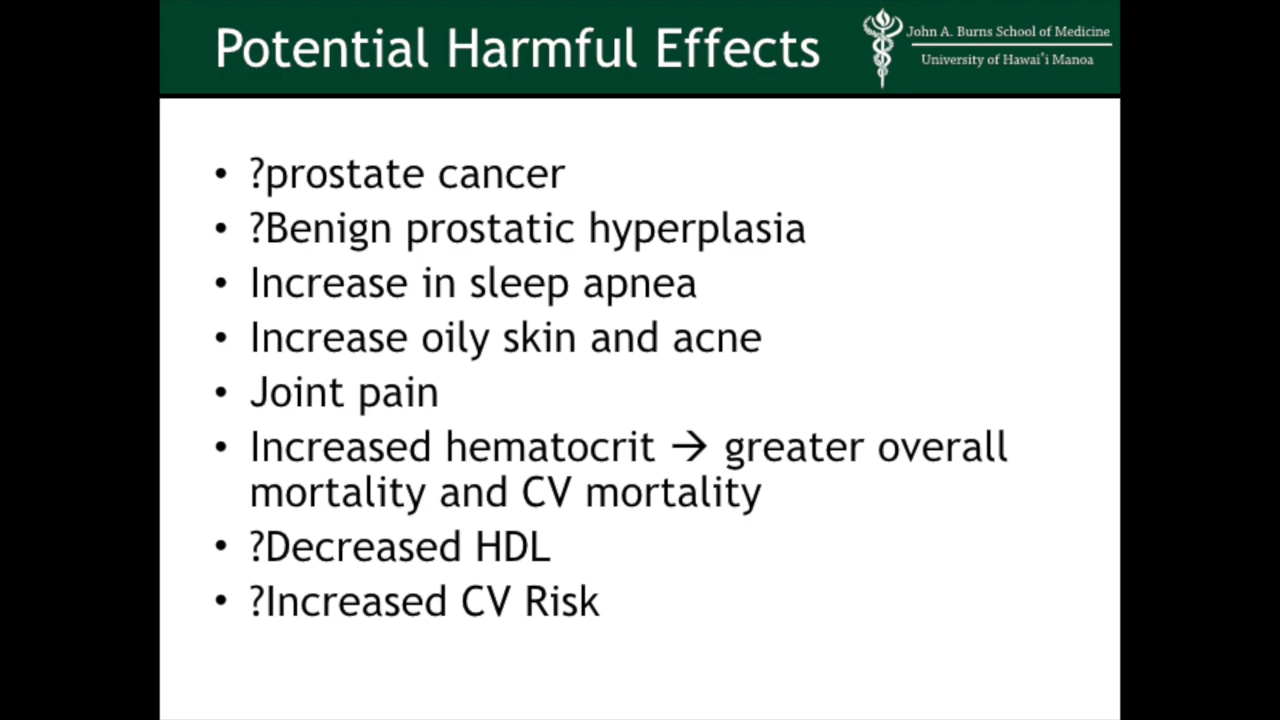 Potential Harmful Effects
John A. Burns School of Medicine
University of Hawaiʻi Manoa
• ?prostate cancer
• ?Benign prostatic hyperplasia
• Increase in sleep apnea
• Increase oily skin and acne
• Joint pain
• Increased hematocrit → greater overall
mortality and CV mortality
• ?Decreased HDL
• ?Increased CV Risk